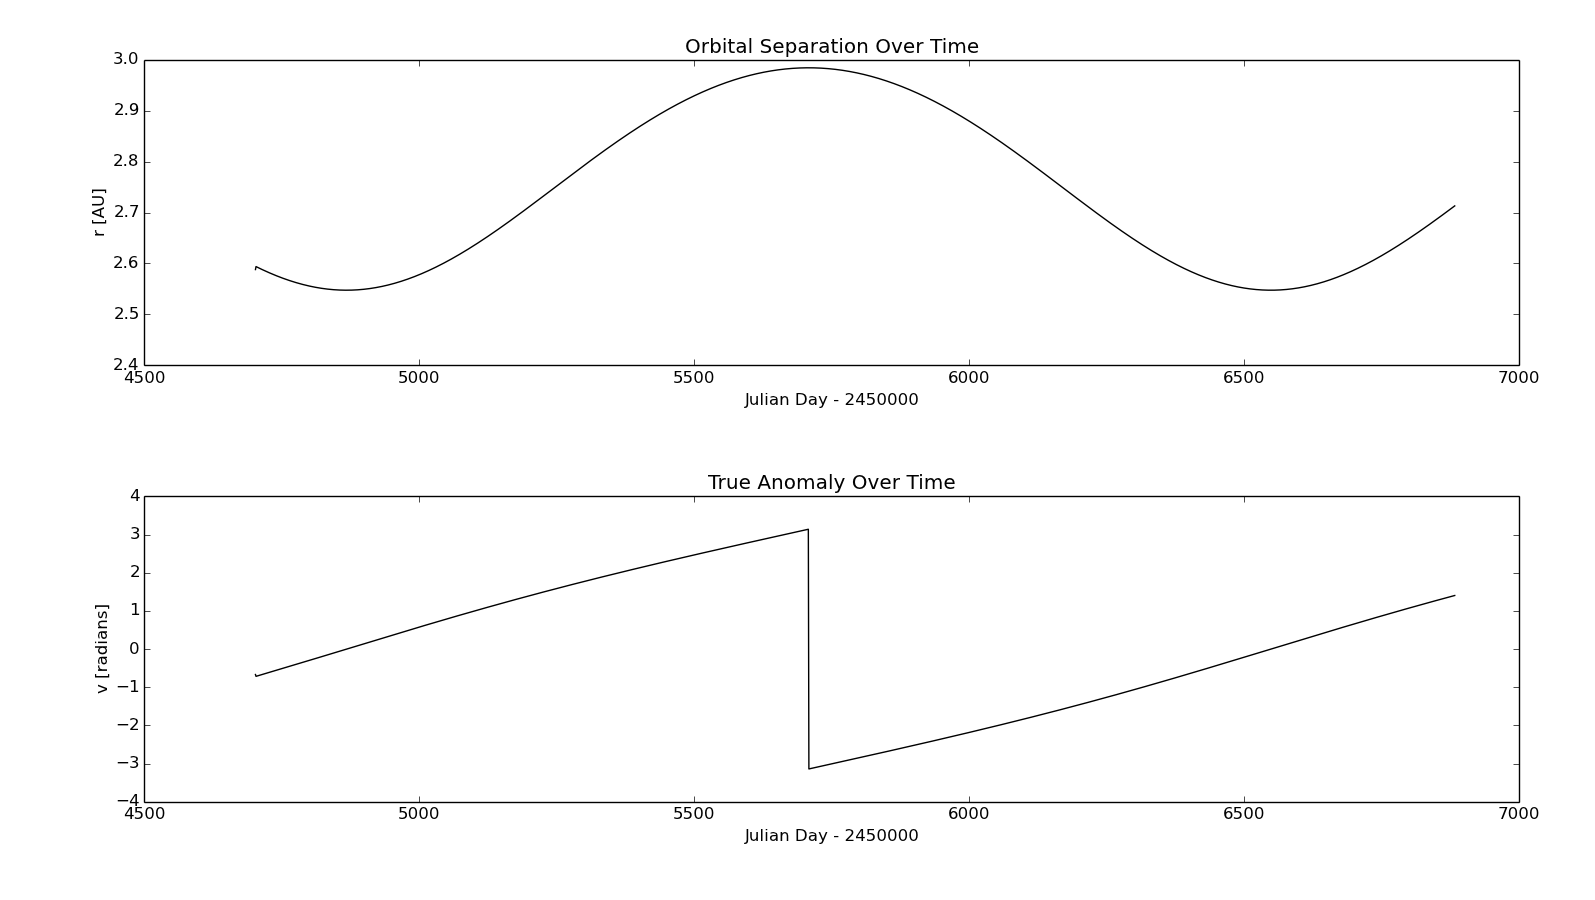 Orbital Separation Over Time
3.0
2.9
2.8
2.7
2.6
2.5
2.4
r [AU]
4500 5000 5500 6000 6500 7000
Julian Day - 2450000
True Anomaly Over Time
4
3
2
1
0
−1
−2
−3
−4
v [radians]
4500 5000 5500 6000 6500 7000
Julian Day - 2450000